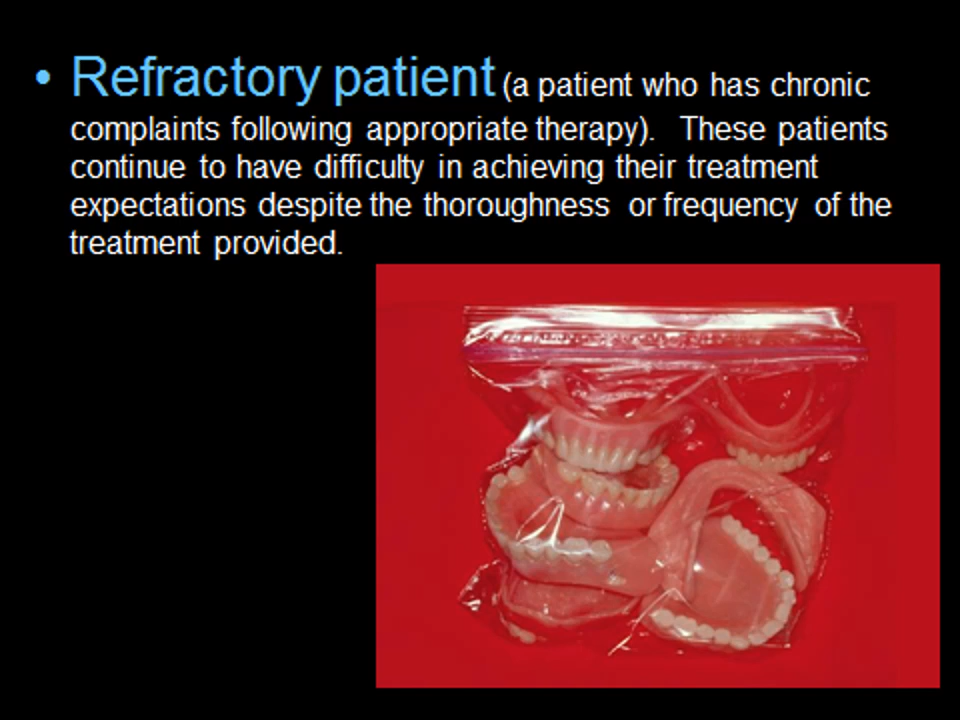 • Refractory patient (a patient who has chronic
complaints following appropriate therapy). These patients
continue to have difficulty in achieving their treatment
expectations despite the thoroughness or frequency of the
treatment provided.